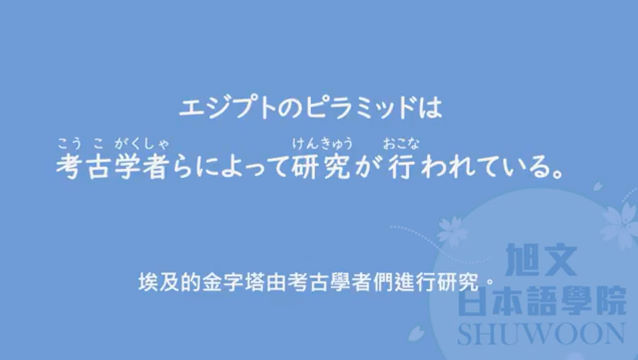 エジプトのピラミッドは
こうこがくしゃ けんきゅう おこな
考古学者らによって研究が行われている。
埃及的金字塔由考古學者們進行研究。
旭文
日本語學院
SHUWOON